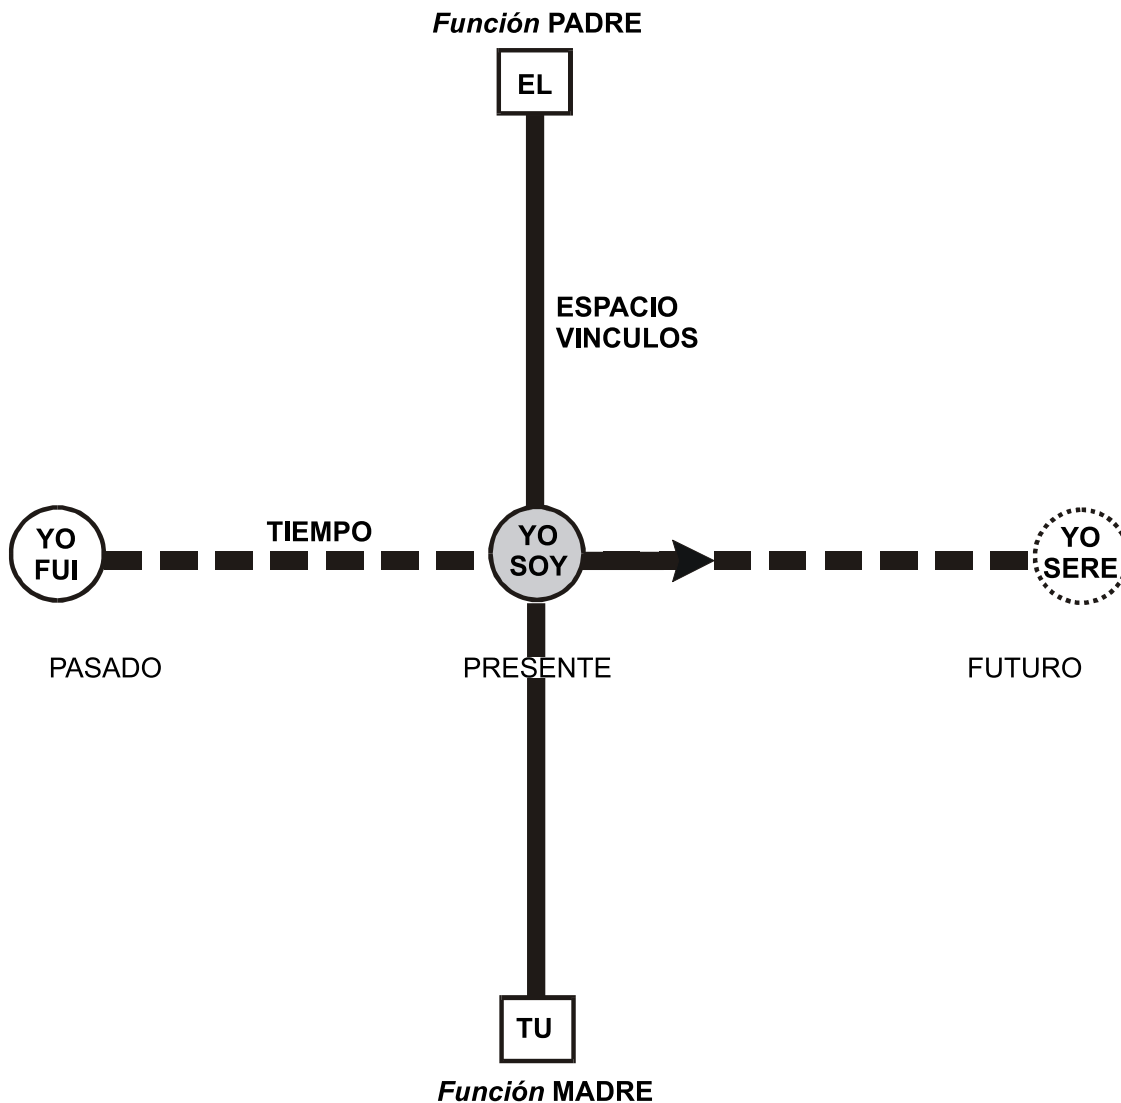 Función PADRE
EL
ESPACIO
VINCULOS
TIEMPO
YO
FUI
YO
SOY
YO
SERE
PASADO
PRESENTE
FUTURO
TU
Función MADRE